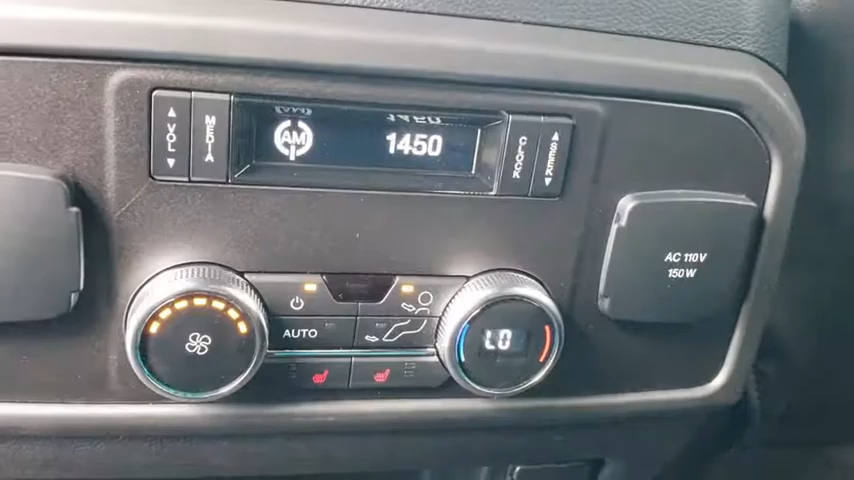 VOL
MEDIA
AM
1450
CLOCK
SEEK
AC 110V
150W
AUTO
LO